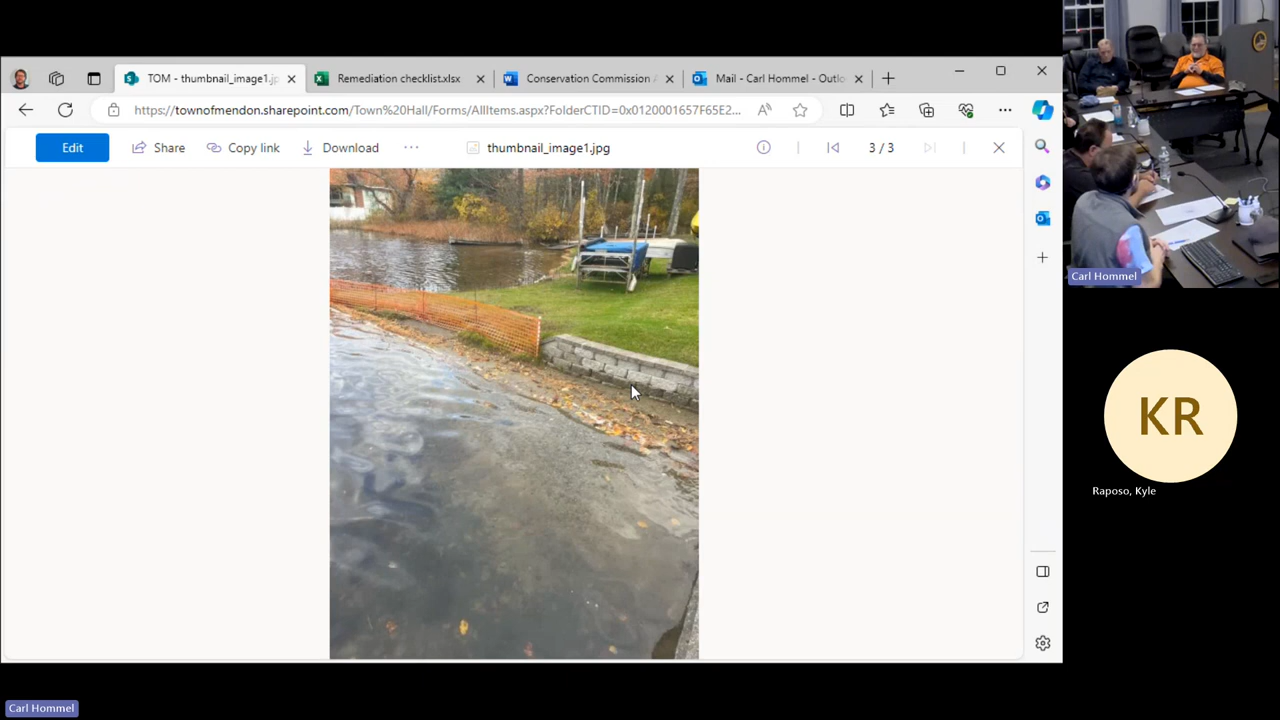 TOM - thumbnail_image1.jp
Remediation checklist.xlsx
Conservation Commission
Mail - Carl Hommel - Outlo
https://townofmendon.sharepoint.com/Town%20Hall/Forms/AllItems.aspx?FolderCTID=0x0120001657F65E2...
Edit
Share
Copy link
Download
thumbnail_image1.jpg
3 / 3
Carl Hommel
KR
Raposo, Kyle
Carl Hommel